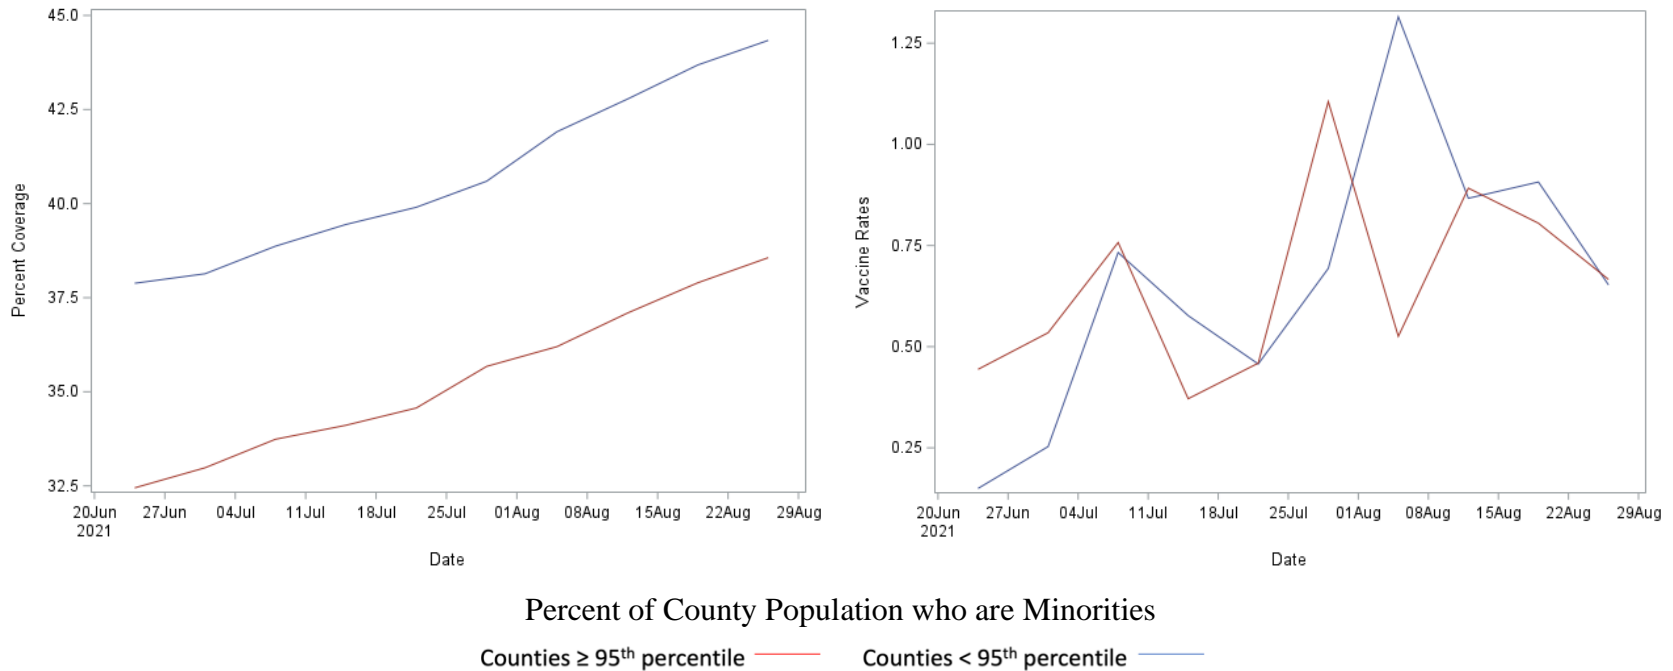 45.0
42.5
40.0
37.5
35.0
32.5
Percent Coverage
20Jun 27Jun 04Jul 11Jul 18Jul 25Jul 01Aug 08Aug 15Aug 22Aug 29Aug
2021
Date
1.25
1.00
0.75
0.50
0.25
Vaccine Rates
20Jun 27Jun 04Jul 11Jul 18Jul 25Jul 01Aug 08Aug 15Aug 22Aug 29Aug
2021
Date
Percent of County Population who are Minorities
Counties ≥ 95th percentile Counties < 95th percentile